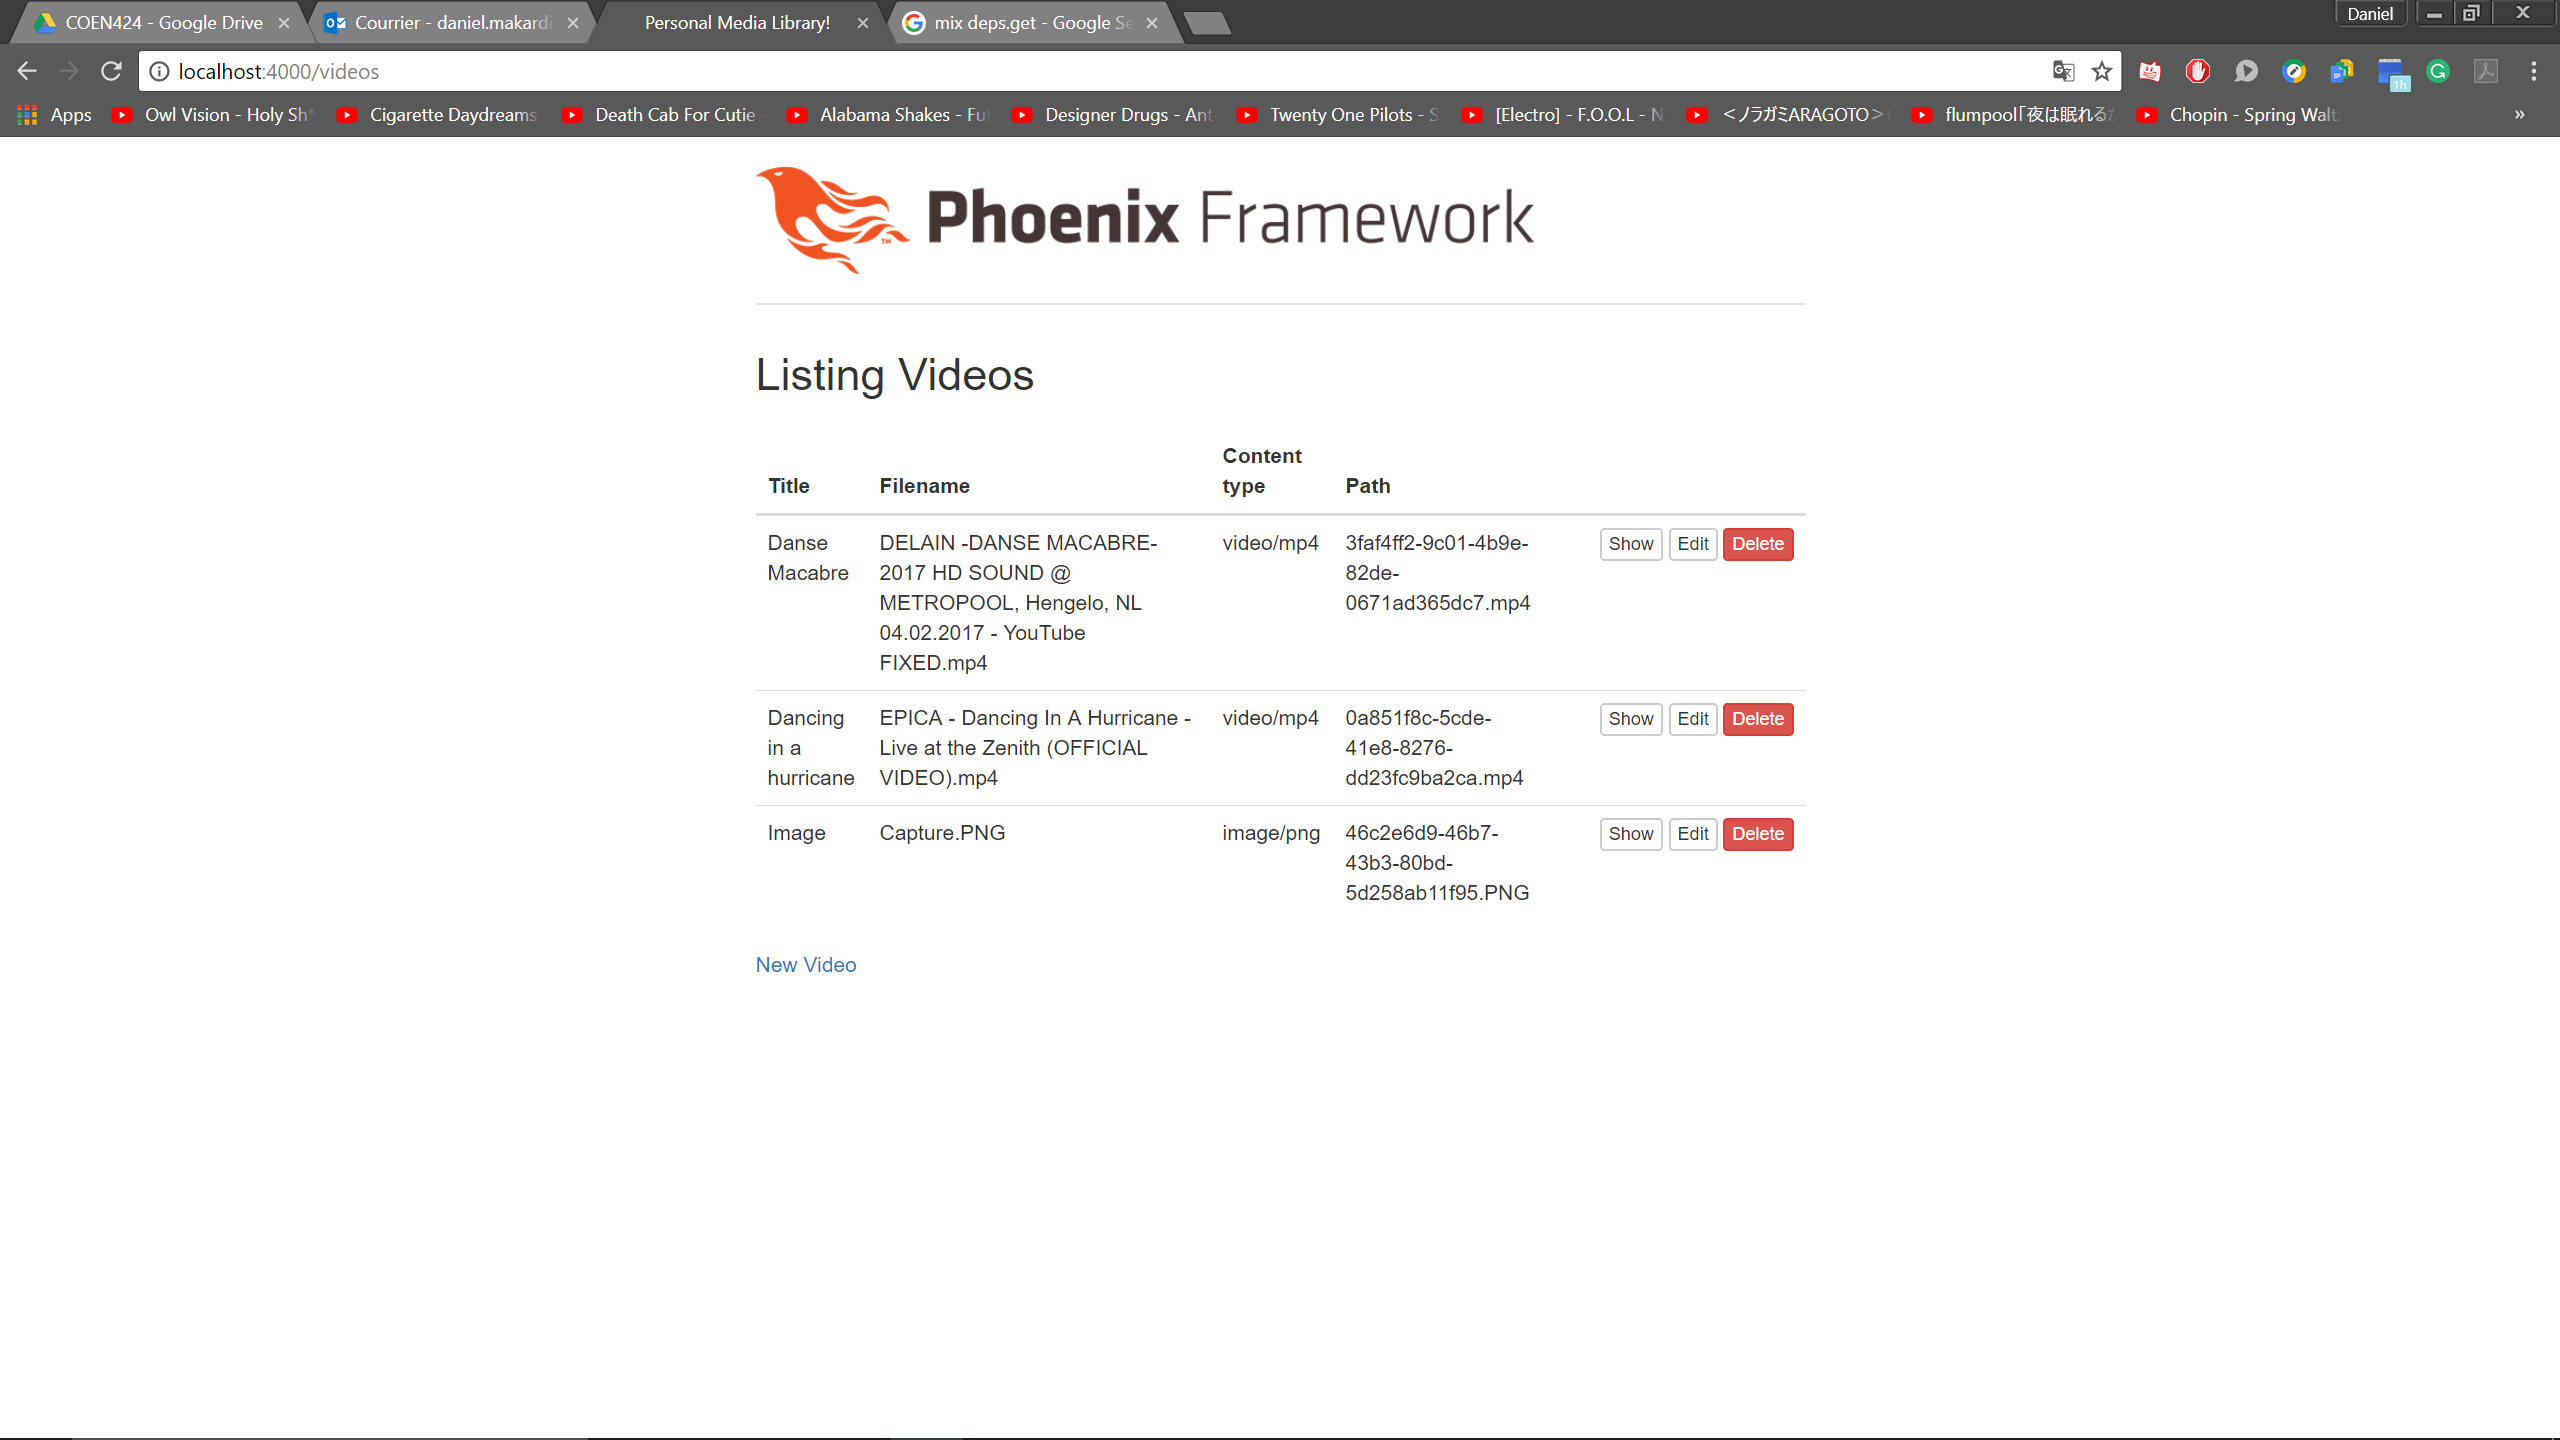 COEN424 - Google Drive
Courrier - daniel.makardi
Personal Media Library!
mix deps.get - Google Se
Daniel
localhost:4000/videos
1h
Apps
Owl Vision - Holy Sh*
Cigarette Daydreams
Death Cab For Cutie
Alabama Shakes - Fut
Designer Drugs - Ant
Twenty One Pilots - S
[Electro] - F.O.O.L - N
＜ノラガミARAGOTO＞
flumpool「夜は眠れるか
Chopin - Spring Waltz
»
Phoenix Framework
TM
Listing Videos
Content
Title Filename type Path
Danse DELAIN -DANSE MACABRE- video/mp4 3faf4ff2-9c01-4b9e- Show Edit Delete
Macabre 2017 HD SOUND @ 82de-
METROPOOL, Hengelo, NL 0671ad365dc7.mp4
04.02.2017 - YouTube
FIXED.mp4
Dancing EPICA - Dancing In A Hurricane - video/mp4 0a851f8c-5cde- Show Edit Delete
in a Live at the Zenith (OFFICIAL 41e8-8276-
hurricane VIDEO).mp4 dd23fc9ba2ca.mp4
Image Capture.PNG image/png 46c2e6d9-46b7- Show Edit Delete
43b3-80bd-
5d258ab11f95.PNG
New Video